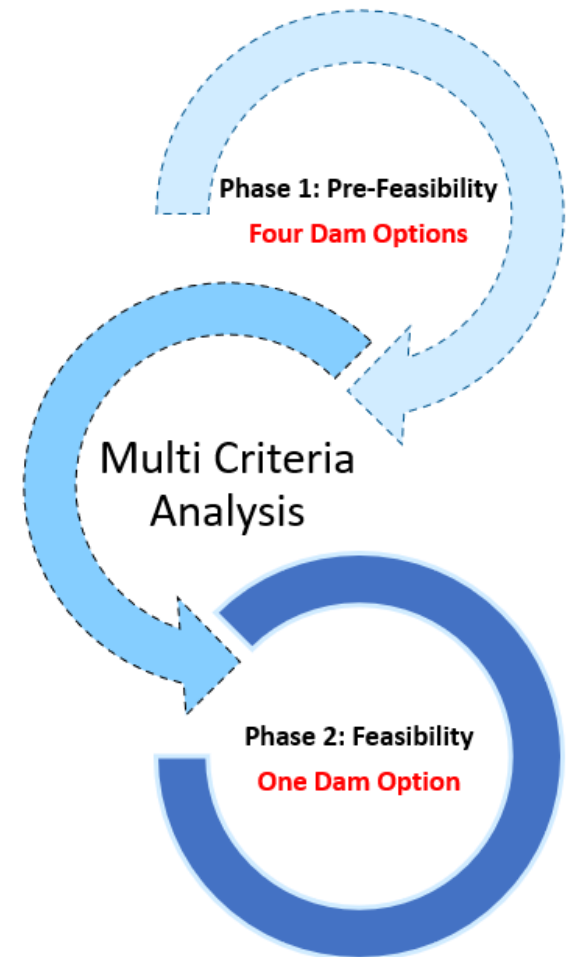 Phase 1: Pre-Feasibility
Four Dam Options
Multi Criteria
Analysis
Phase 2: Feasibility
One Dam Option